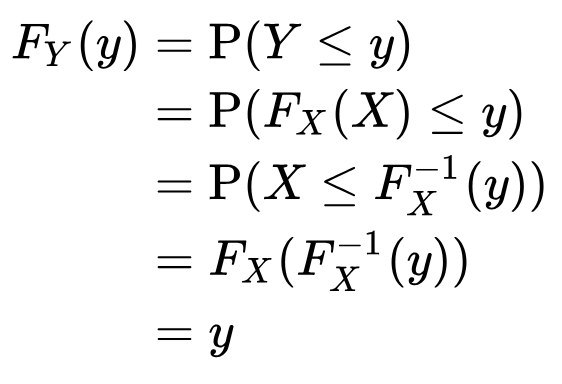 F_Y(y) = P(Y ≤ y)
= P(F_X(X) ≤ y)
= P(X ≤ F_X^{-1}(y))
= F_X(F_X^{-1}(y))
= y